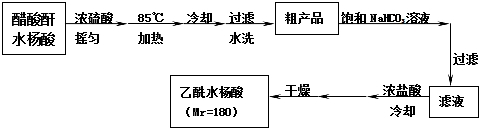 醋酸酐
水杨酸
浓硫酸
摇匀
85℃
加热
冷却
过滤
水洗
粗产品
饱和NaHCO₃溶液
过滤
滤液
浓盐酸
冷却
干燥
乙酰水杨酸
(Mr=180)